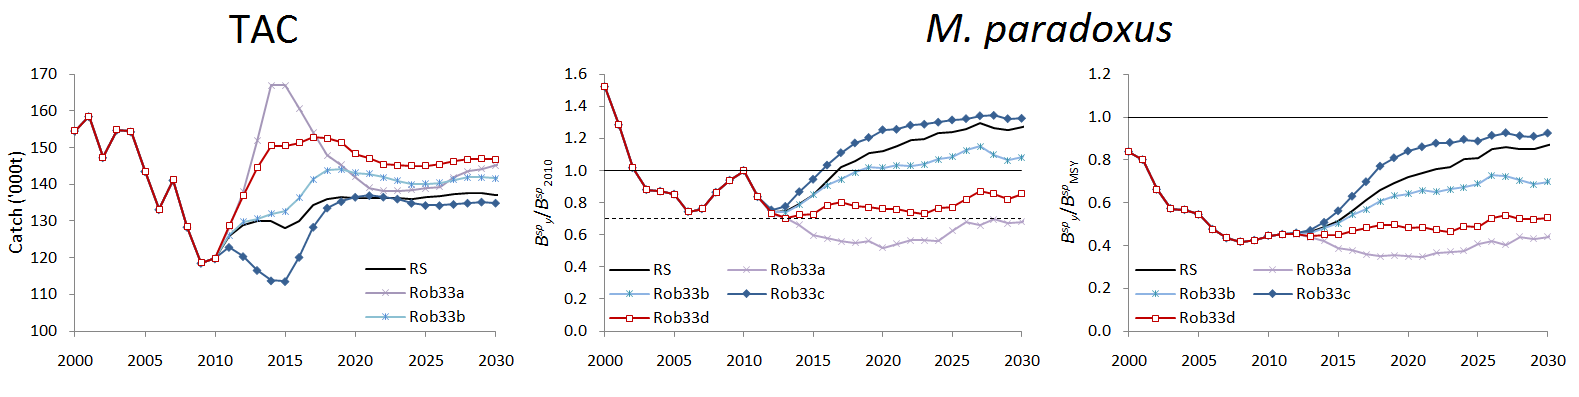 TAC
M. paradoxus
Catch ('000t)
170
160
150
140
130
120
110
100
2000 2005 2010 2015 2020 2025 2030
RS
Rob33a
Rob33b
B^sp_y/B^sp_2010
1.6
1.4
1.2
1.0
0.8
0.6
0.4
0.2
0.0
2000 2005 2010 2015 2020 2025 2030
RS Rob33a
Rob33b Rob33c
Rob33d
B^sp_y/B^sp_MSY
1.2
1.0
0.8
0.6
0.4
0.2
0.0
2000 2005 2010 2015 2020 2025 2030
RS Rob33a
Rob33b Rob33c
Rob33d